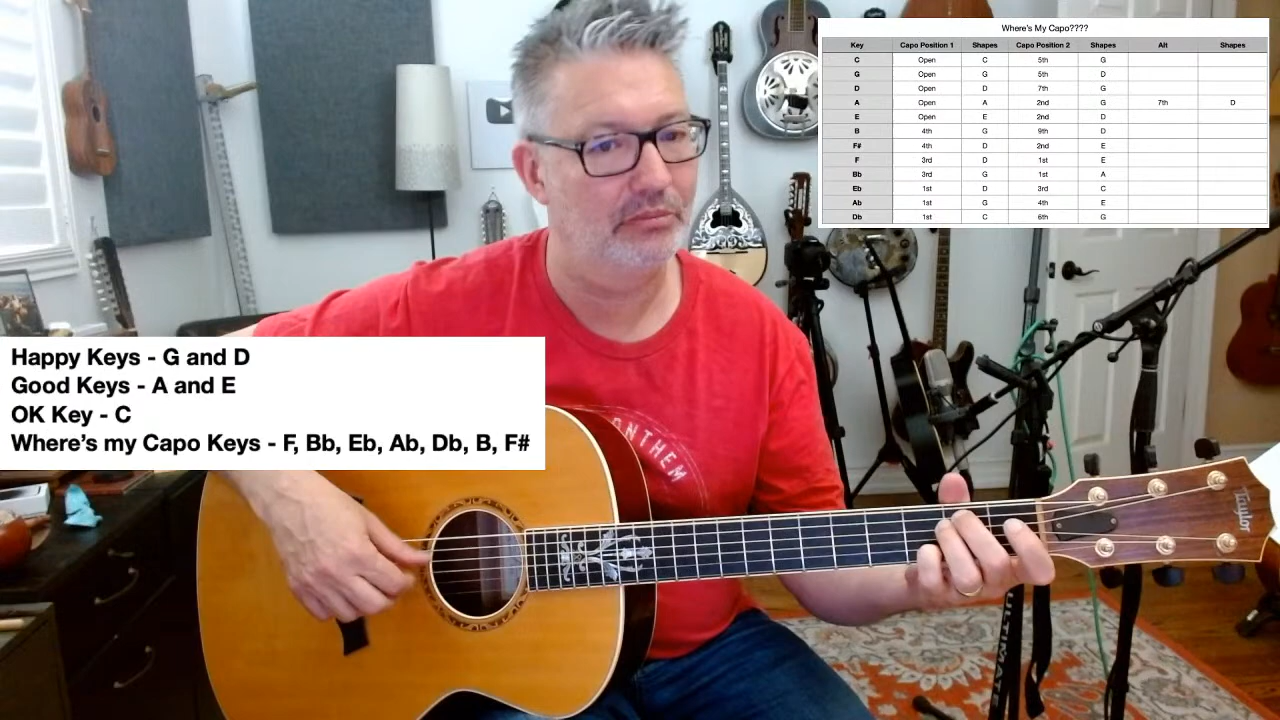 Where's My Capo????
Key Capo Position 1 Shapes Capo Position 2 Shapes Alt Shapes
C Open C 5th G
G Open G 5th D
D Open D 7th G
A Open A 2nd G 7th D
E Open E 2nd D
B 4th G 9th D
F# 4th D 2nd E
F 3rd D 1st E
Bb 3rd G 1st A
Eb 1st D 3rd C
Ab 1st G 4th E
Db 1st C 6th G
Happy Keys - G and D
Good Keys - A and E
OK Key - C
Where's my Capo Keys - F, Bb, Eb, Ab, Db, B, F#
ANTHEM
Taylor
ULTIMATE